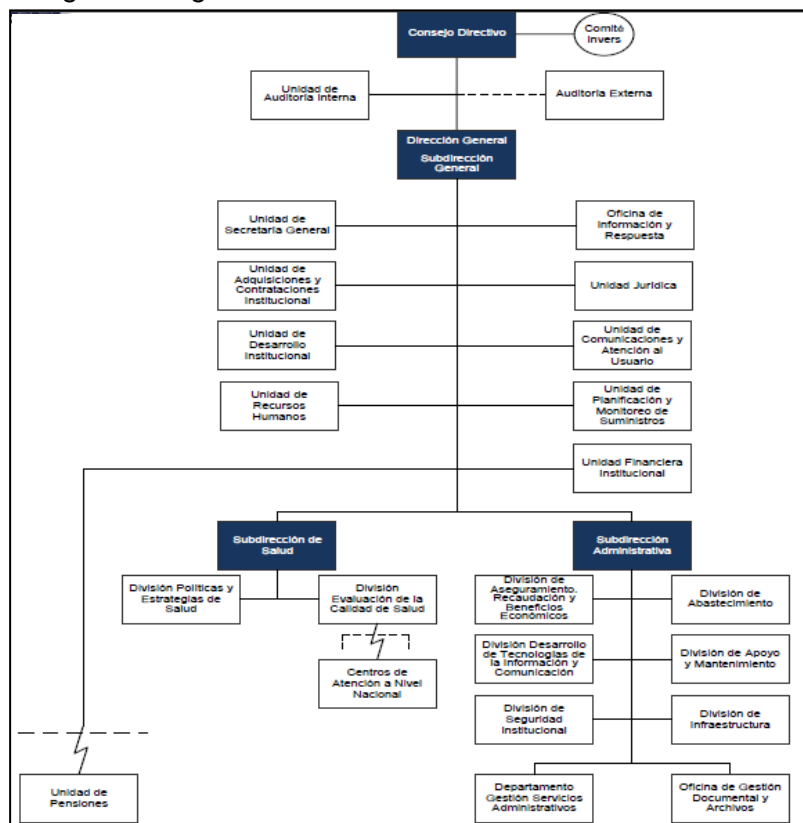 Consejo Directivo
Comité
Invers
Unidad de
Auditoría Interna
Auditoría Externa
Dirección General
Subdirección
General
Unidad de
Secretaría General
Oficina de
Información y
Respuesta
Unidad de
Adquisiciones y
Contrataciones
Institucional
Unidad Jurídica
Unidad de
Desarrollo
Institucional
Unidad de
Comunicaciones y
Atención al
Usuario
Unidad de
Recursos
Humanos
Unidad de
Planificación y
Monitoreo de
Suministros
Unidad Financiera
Institucional
Subdirección de
Salud
Subdirección
Administrativa
División Políticas y
Estrategias de
Salud
División
Evaluación de la
Calidad de Salud
División de
Aseguramiento.
Recaudación y
Beneficios
Económicos
División de
Abastecimiento
Centros de
Atención a Nivel
Nacional
División Desarrollo
de Tecnologías de
la Información y
Comunicación
División de Apoyo
y Mantenimiento
División de
Seguridad
Institucional
División de
Infraestructura
Unidad de
Pensiones
Departamento
Gestión Servicios
Administrativos
Oficina de Gestión
Documental y
Archivos